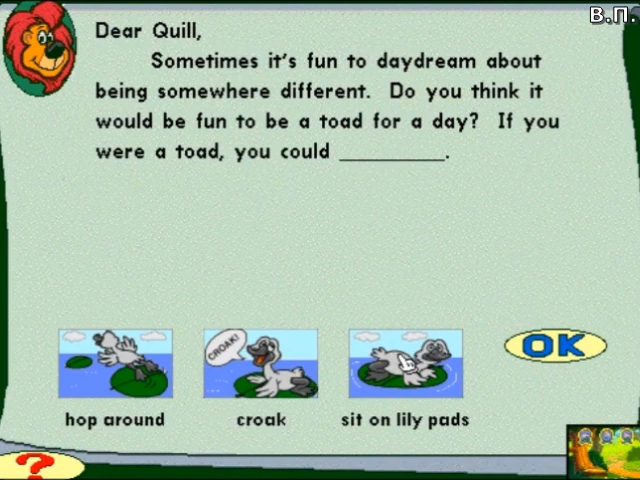 В.П.
Dear Quill,
Sometimes it's fun to daydream about
being somewhere different. Do you think it
would be fun to be a toad for a day? If you
were a toad, you could _________.
CROAK!
hop around
croak
sit on lily pads
OK
?